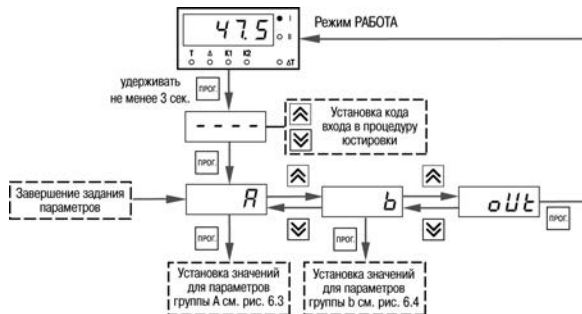 47.5
I
II
T Δ К1 К2
ΔT
Режим РАБОТА
удерживать
не менее 3 сек.
ПРОГ.
- - - -
Установка кода
входа в процедуру
юстировки
ПРОГ.
Завершение задания
параметров
A
b
oUt
ПРОГ.
ПРОГ.
ПРОГ.
Установка значений
для параметров
группы А см. рис. 6.3
Установка значений
для параметров
группы b см. рис. 6.4